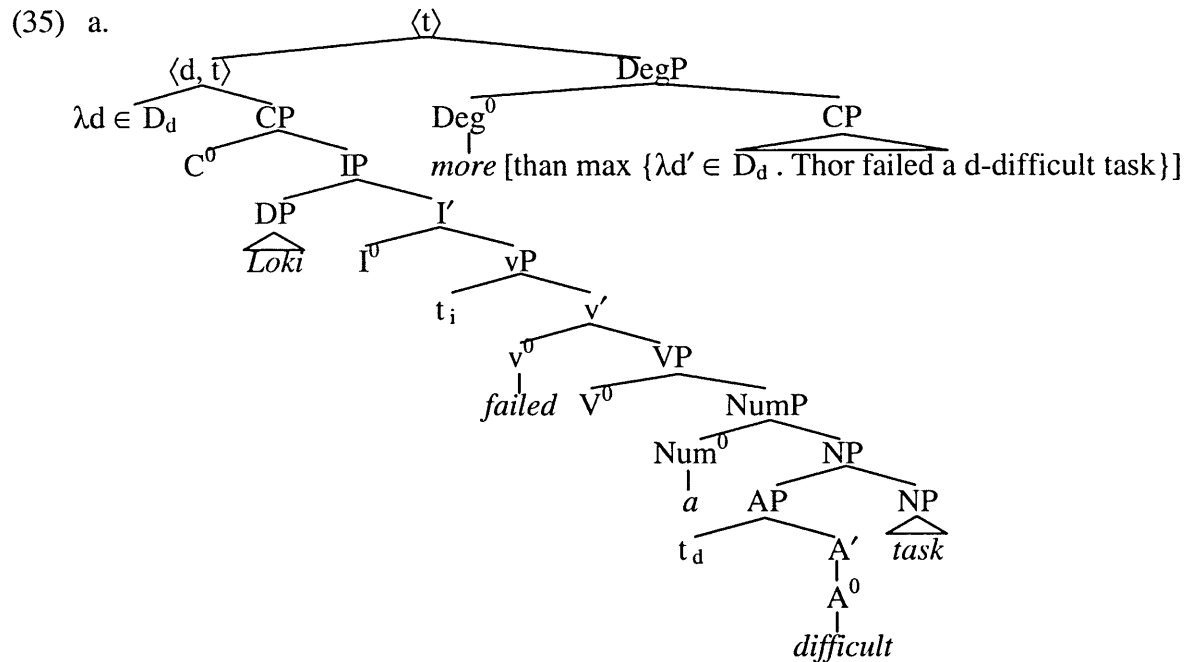 (35) a. ⟨t⟩
⟨d, t⟩ DegP
λd ∈ D_d CP Deg⁰ CP
C⁰ IP more [than max {λd′ ∈ D_d . Thor failed a d-difficult task}]
DP I′
Loki I⁰ vP
t_i v′
v⁰ VP
failed V⁰ NumP
Num⁰ NP
a AP NP
t_d A′ task
A⁰
difficult